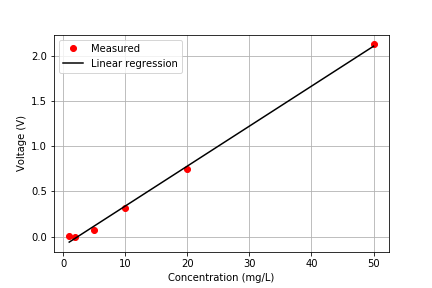 Measured
Linear regression
Voltage (V)
2.0
1.5
1.0
0.5
0.0
0 10 20 30 40 50
Concentration (mg/L)